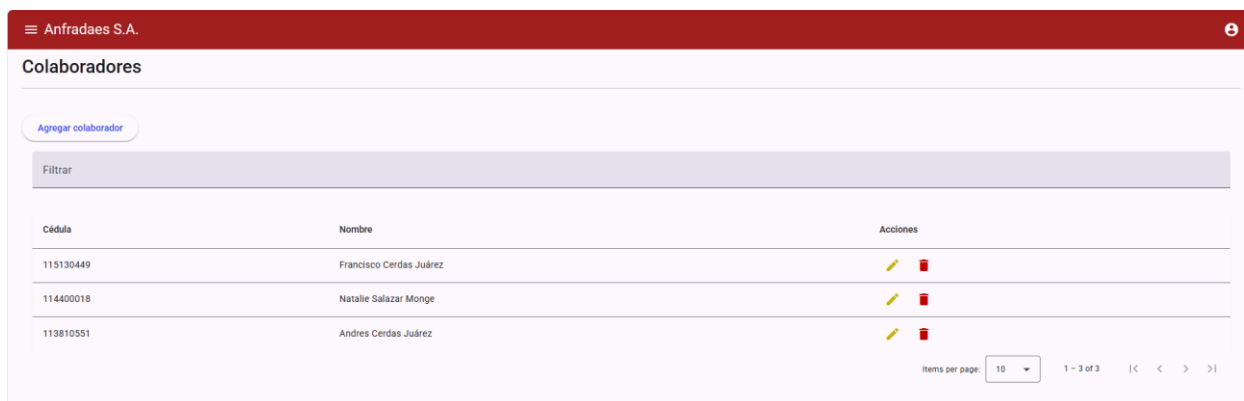 Anfradaes S.A.
Colaboradores
Agregar colaborador
Filtrar
Cédula Nombre Acciones
115130449 Francisco Cerdas Juárez
114400018 Natalie Salazar Monge
113810551 Andres Cerdas Juárez
Items per page: 10 1 – 3 of 3